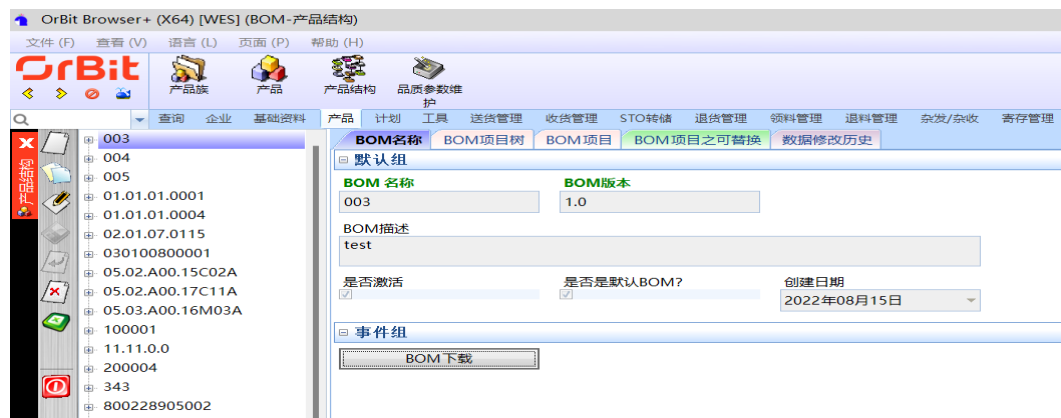 OrBit Browser+ (X64) [WES] (BOM-产品结构)
文件 (F) 查看 (V) 语言 (L) 页面 (P) 帮助 (H)
OrBit
产品族 产品 产品结构 品质参数维护
查询 企业 基础资料 产品 计划 工具 送货管理 收货管理 STO转储 退货管理 领料管理 退料管理 杂发/杂收 寄存管理
产品结构
003
004
005
01.01.01.0001
01.01.01.0004
02.01.07.0115
030100800001
05.02.A00.15C02A
05.02.A00.17C11A
05.03.A00.16M03A
100001
11.11.0.0
200004
343
800228905002
BOM名称 BOM项目树 BOM项目 BOM项目之可替换 数据修改历史
默认组
BOM 名称 BOM版本
003 1.0
BOM描述
test
是否激活 是否是默认BOM? 创建日期
2022年08月15日
事件组
BOM下载